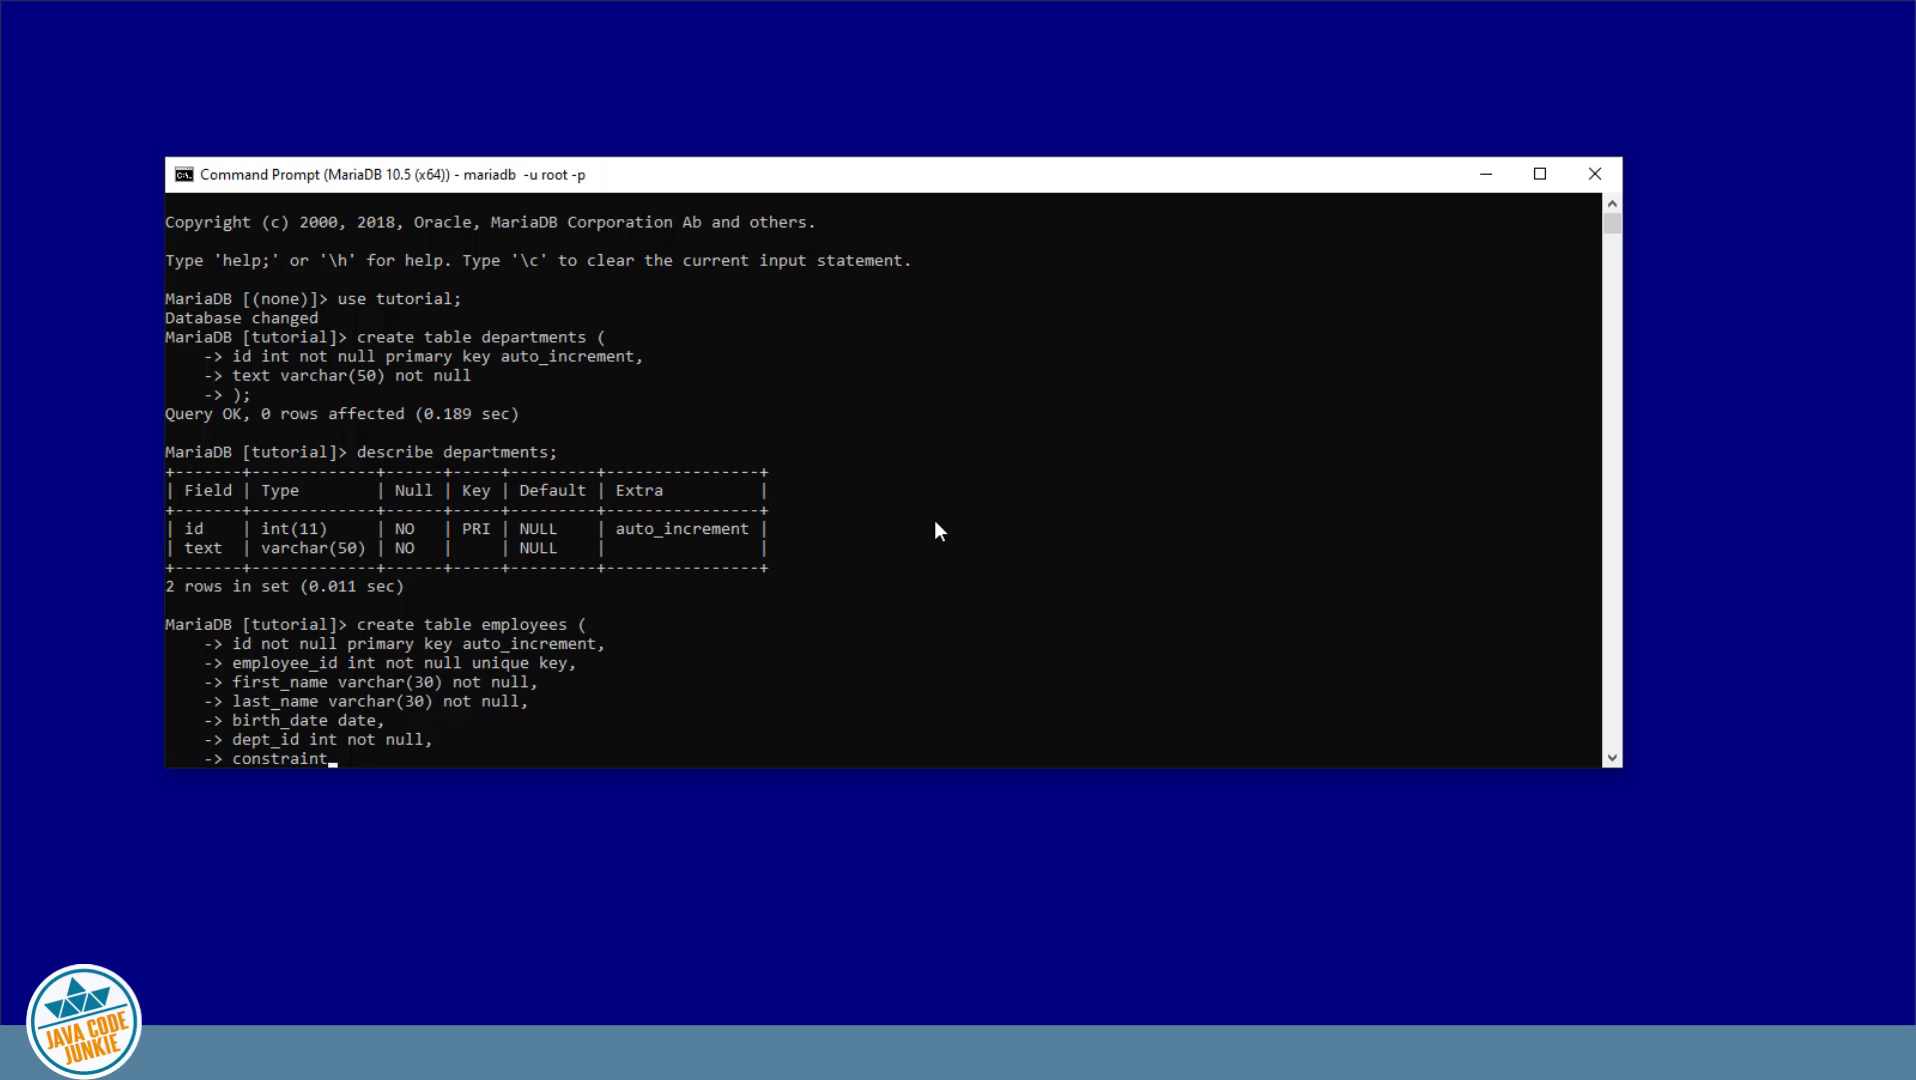 Command Prompt (MariaDB 10.5 (x64)) - mariadb  -u root -p
Copyright (c) 2000, 2018, Oracle, MariaDB Corporation Ab and others.
Type 'help;' or '\h' for help. Type '\c' to clear the current input statement.
MariaDB [(none)]> use tutorial;
Database changed
MariaDB [tutorial]> create table departments (
    -> id int not null primary key auto_increment,
    -> text varchar(50) not null
    -> );
Query OK, 0 rows affected (0.189 sec)
MariaDB [tutorial]> describe departments;
+-------+-------------+------+-----+---------+----------------+
| Field | Type        | Null | Key | Default | Extra          |
+-------+-------------+------+-----+---------+----------------+
| id    | int(11)     | NO   | PRI | NULL    | auto_increment |
| text  | varchar(50) | NO   |     | NULL    |                |
+-------+-------------+------+-----+---------+----------------+
2 rows in set (0.011 sec)
MariaDB [tutorial]> create table employees (
    -> id not null primary key auto_increment,
    -> employee_id int not null unique key,
    -> first_name varchar(30) not null,
    -> last_name varchar(30) not null,
    -> birth_date date,
    -> dept_id int not null,
    -> constraint
JAVA CODE
JUNKIE